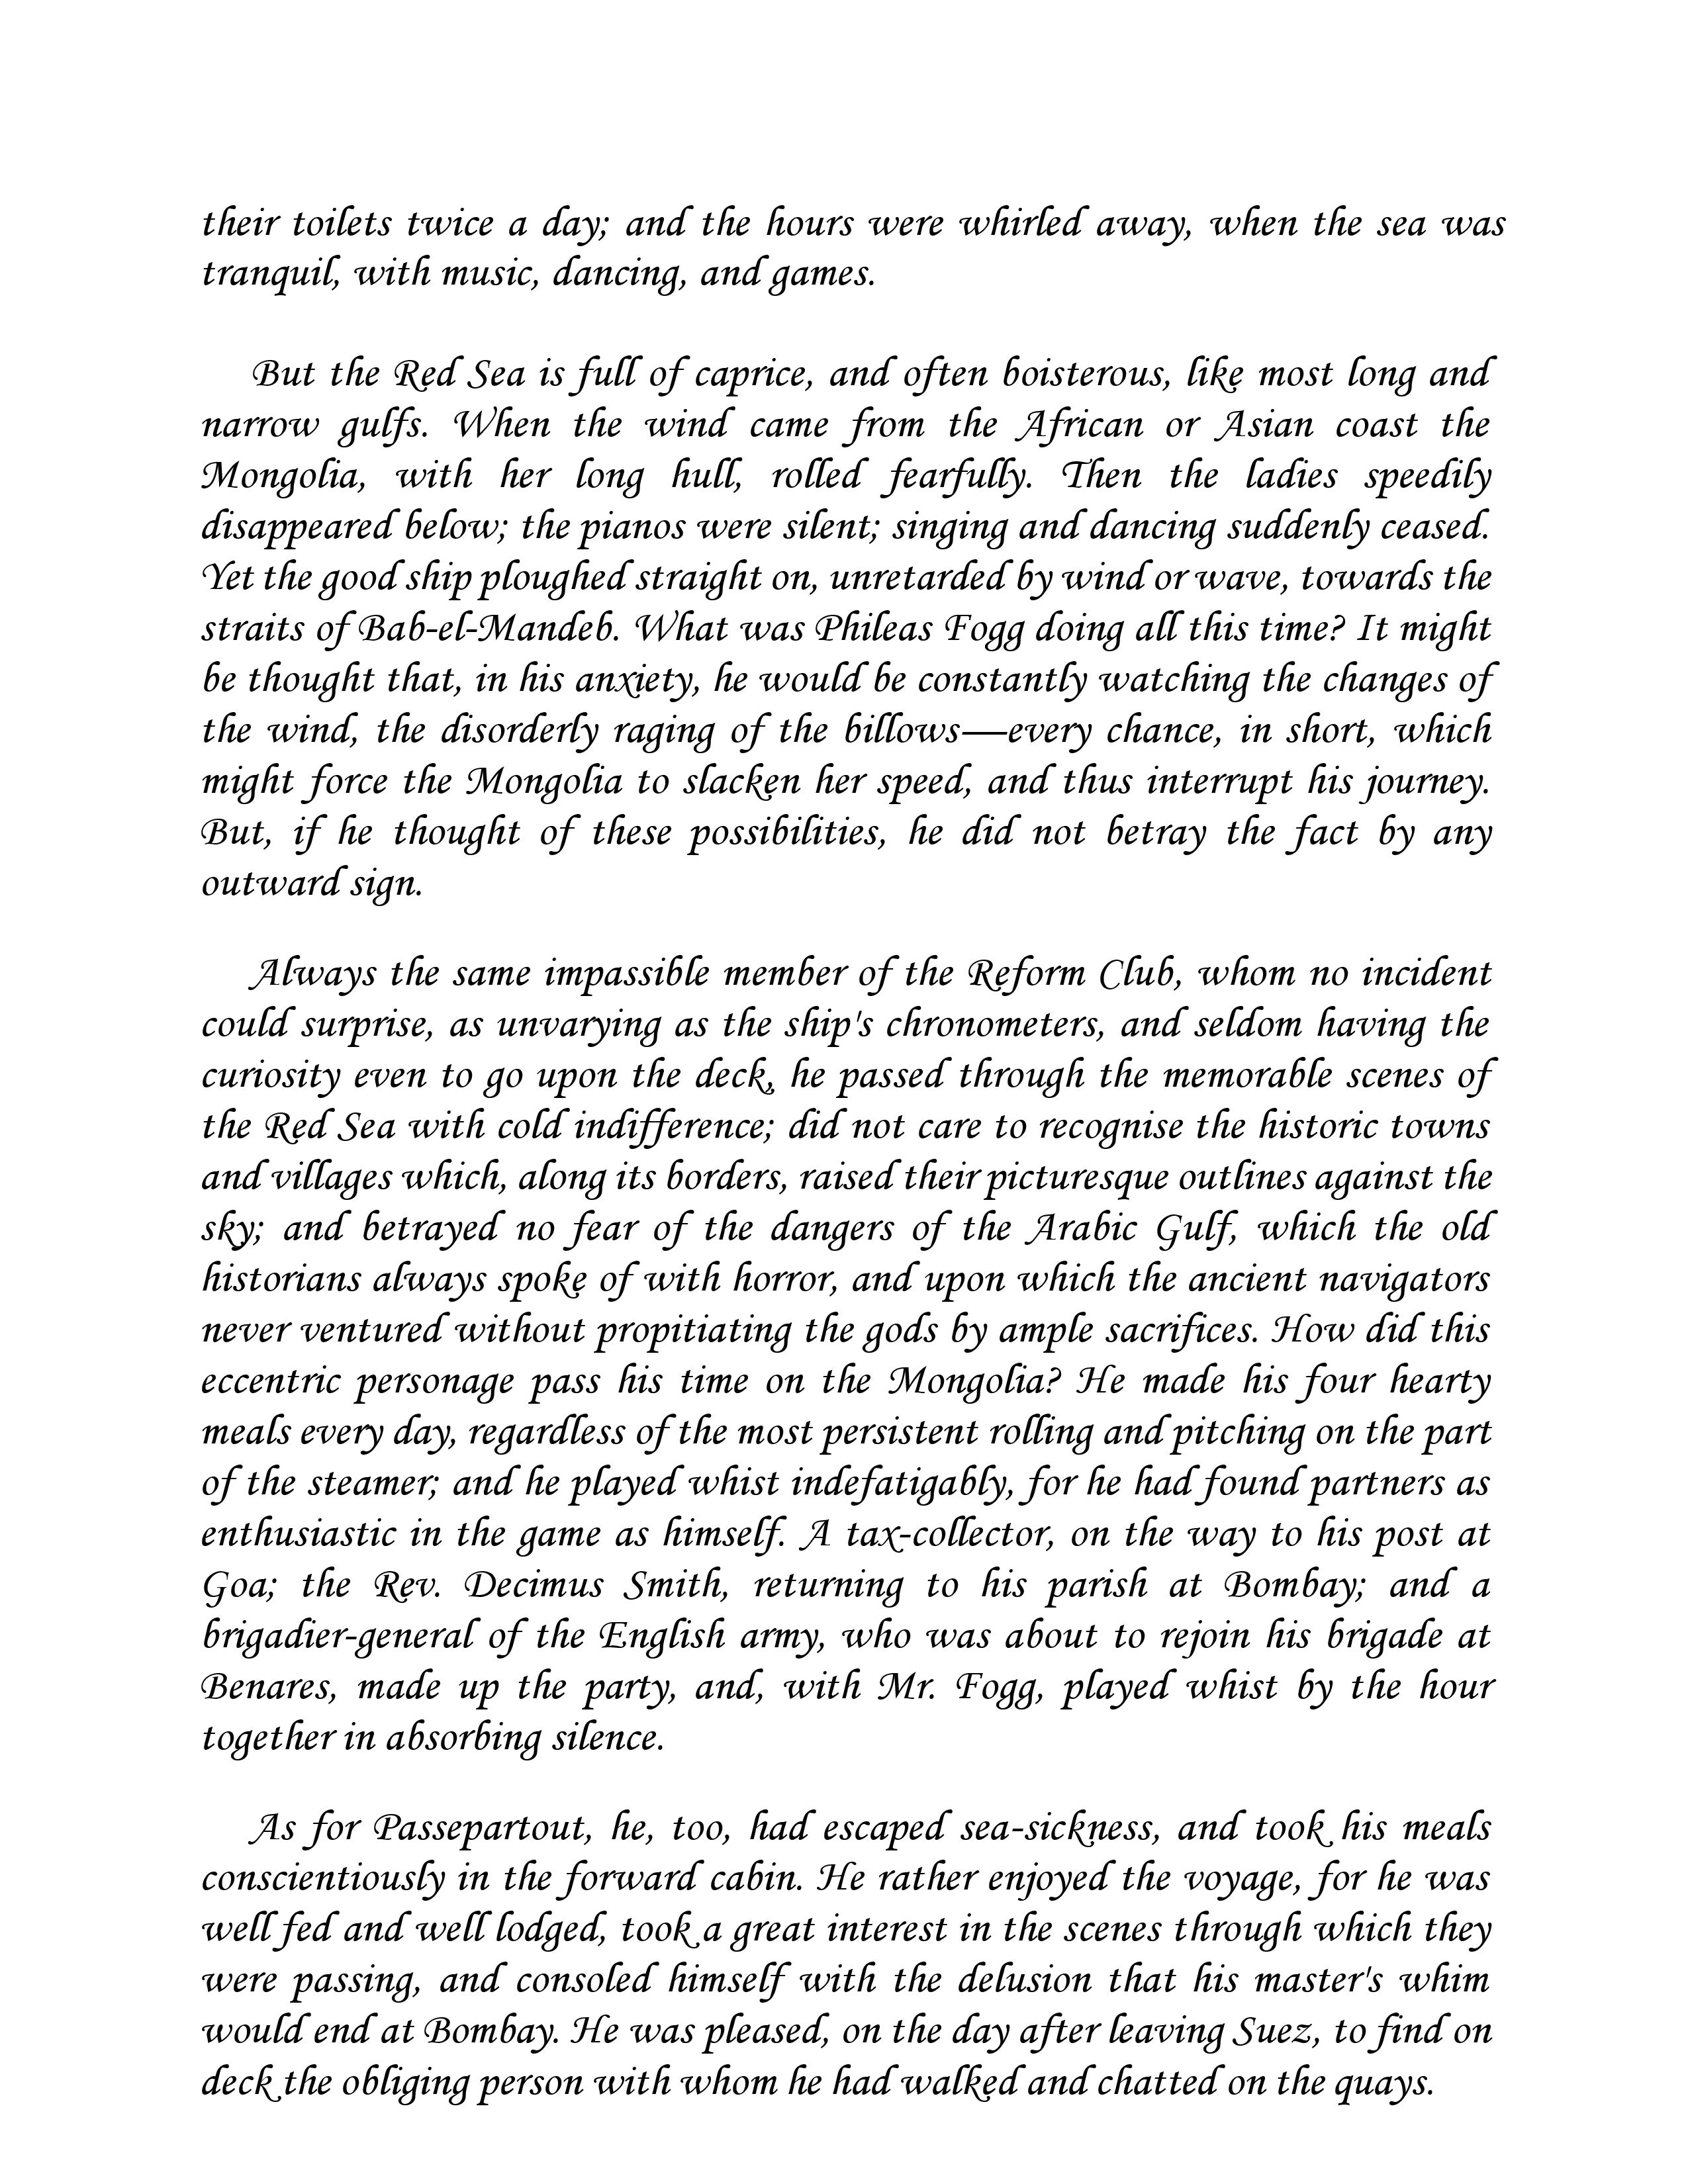 their toilets twice a day; and the hours were whirled away, when the sea was
tranquil, with music, dancing, and games.
But the Red Sea is full of caprice, and often boisterous, like most long and
narrow gulfs. When the wind came from the African or Asian coast the
Mongolia, with her long hull, rolled fearfully. Then the ladies speedily
disappeared below; the pianos were silent; singing and dancing suddenly ceased.
Yet the good ship ploughed straight on, unretarded by wind or wave, towards the
straits of Bab-el-Mandeb. What was Phileas Fogg doing all this time? It might
be thought that, in his anxiety, he would be constantly watching the changes of
the wind, the disorderly raging of the billows—every chance, in short, which
might force the Mongolia to slacken her speed, and thus interrupt his journey.
But, if he thought of these possibilities, he did not betray the fact by any
outward sign.
Always the same impassible member of the Reform Club, whom no incident
could surprise, as unvarying as the ship's chronometers, and seldom having the
curiosity even to go upon the deck, he passed through the memorable scenes of
the Red Sea with cold indifference; did not care to recognise the historic towns
and villages which, along its borders, raised their picturesque outlines against the
sky; and betrayed no fear of the dangers of the Arabic Gulf, which the old
historians always spoke of with horror, and upon which the ancient navigators
never ventured without propitiating the gods by ample sacrifices. How did this
eccentric personage pass his time on the Mongolia? He made his four hearty
meals every day, regardless of the most persistent rolling and pitching on the part
of the steamer; and he played whist indefatigably, for he had found partners as
enthusiastic in the game as himself. A tax-collector, on the way to his post at
Goa; the Rev. Decimus Smith, returning to his parish at Bombay; and a
brigadier-general of the English army, who was about to rejoin his brigade at
Benares, made up the party, and, with Mr. Fogg, played whist by the hour
together in absorbing silence.
As for Passepartout, he, too, had escaped sea-sickness, and took his meals
conscientiously in the forward cabin. He rather enjoyed the voyage, for he was
well fed and well lodged, took a great interest in the scenes through which they
were passing, and consoled himself with the delusion that his master's whim
would end at Bombay. He was pleased, on the day after leaving Suez, to find on
deck the obliging person with whom he had walked and chatted on the quays.